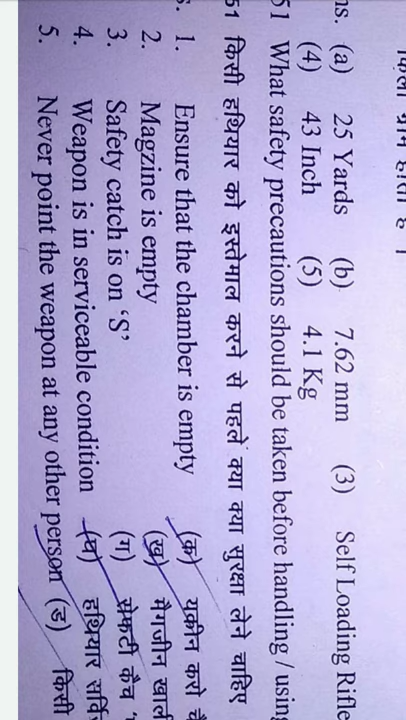 ns. (a) 25 Yards (b) 7.62 mm (3) Self Loading Rifle
(4) 43 Inch (5) 4.1 Kg
51 What safety precautions should be taken before handling / using
51 किसी हथियार को इस्तेमाल करने से पहले क्या क्या सुरक्षा लेने चाहिए
s. 1. Ensure that the chamber is empty (क) यकीन करो
2. Magzine is empty (ख) मैगजीन खाली
3. Safety catch is on 'S' (ग) सेफटी कैच
4. Weapon is in serviceable condition (घ) हथियार
5. Never point the weapon at any other person (ड) किसी